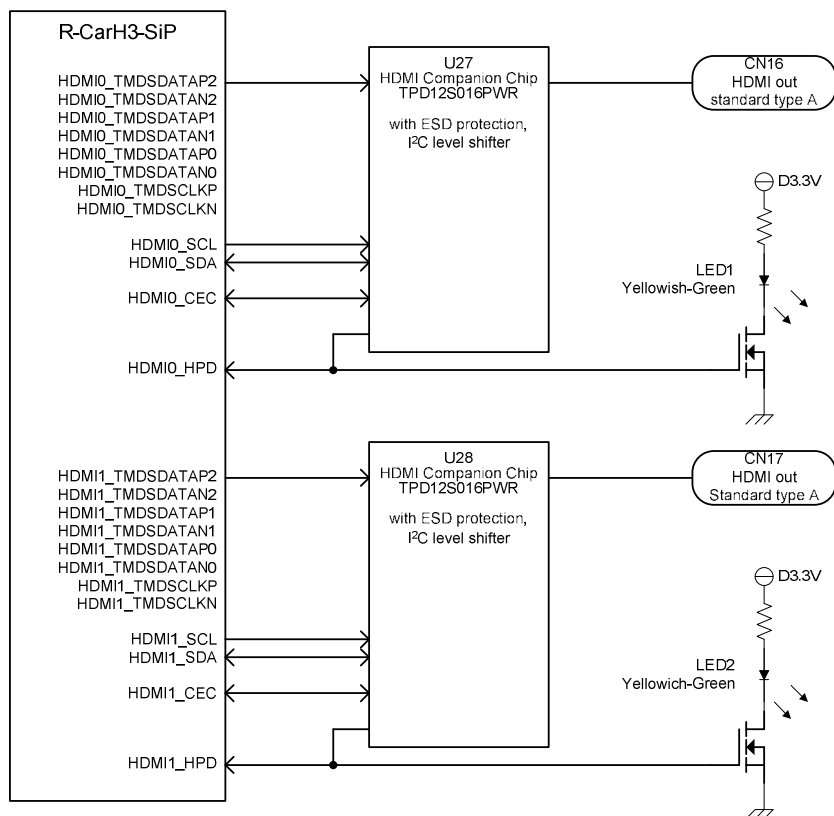 R-CarH3-SiP
HDMI0_TMDSDATAP2
HDMI0_TMDSDATAN2
HDMI0_TMDSDATAP1
HDMI0_TMDSDATAN1
HDMI0_TMDSDATAP0
HDMI0_TMDSDATAN0
HDMI0_TMDSCLKP
HDMI0_TMDSCLKN
HDMI0_SCL
HDMI0_SDA
HDMI0_CEC
HDMI0_HPD
U27
HDMI Companion Chip
TPD12S016PWR
with ESD protection,
I²C level shifter
CN16
HDMI out
standard type A
D3.3V
LED1
Yellowish-Green
HDMI1_TMDSDATAP2
HDMI1_TMDSDATAN2
HDMI1_TMDSDATAP1
HDMI1_TMDSDATAN1
HDMI1_TMDSDATAP0
HDMI1_TMDSDATAN0
HDMI1_TMDSCLKP
HDMI1_TMDSCLKN
HDMI1_SCL
HDMI1_SDA
HDMI1_CEC
HDMI1_HPD
U28
HDMI Companion Chip
TPD12S016PWR
with ESD protection,
I²C level shifter
CN17
HDMI out
Standard type A
D3.3V
LED2
Yellowich-Green